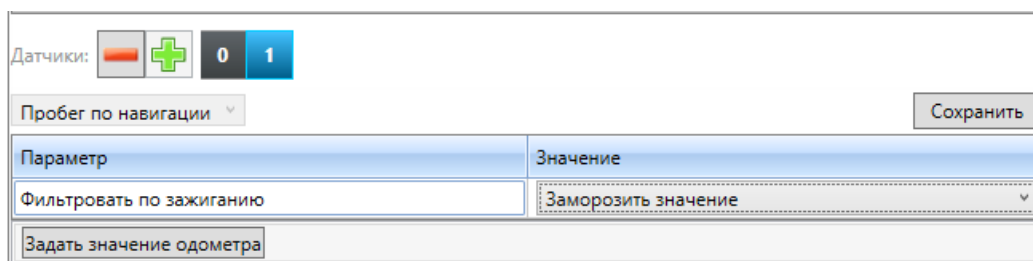 Датчики: 0 1
Пробег по навигации Сохранить
Параметр Значение
Фильтровать по зажиганию Заморозить значение
Задать значение одометра